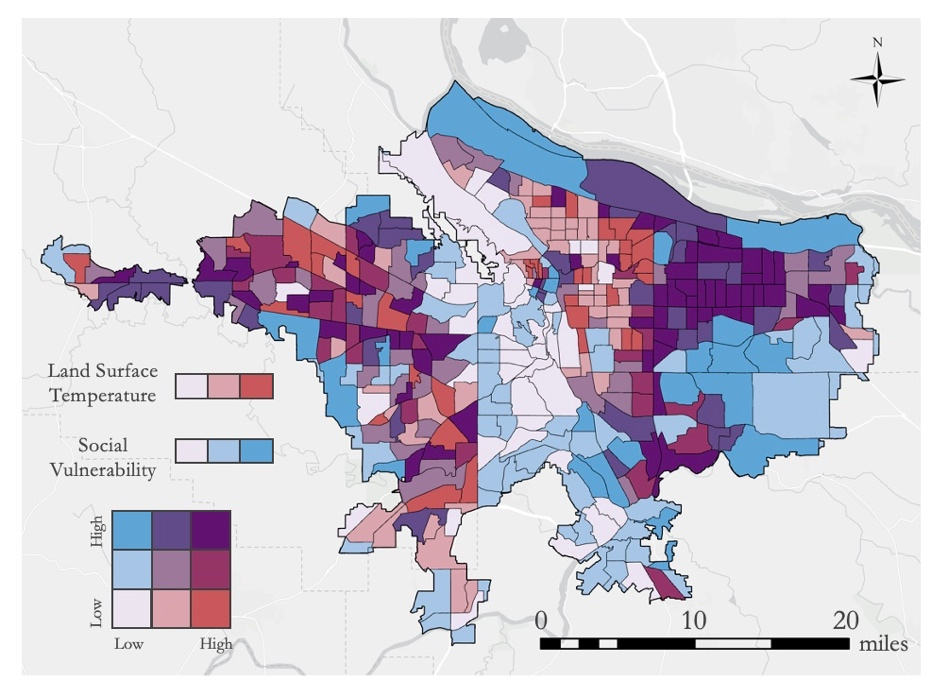 N
Land Surface
Temperature
Social
Vulnerability
High
Low
Low
High
0
10
20
miles